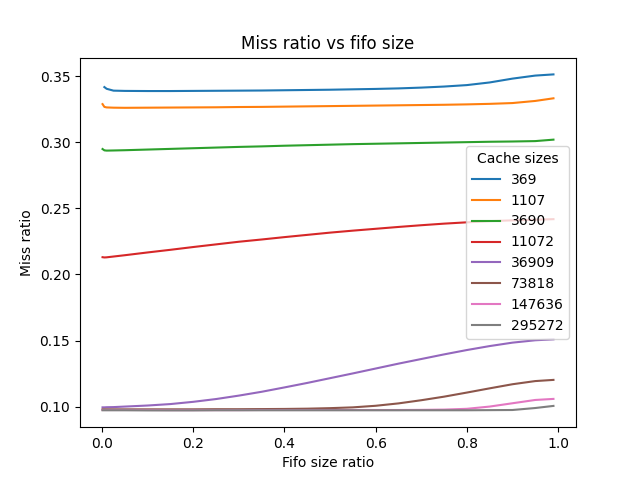 Miss ratio vs fifo size
Miss ratio
0.35
0.30
0.25
0.20
0.15
0.10
Cache sizes
369
1107
3690
11072
36909
73818
147636
295272
0.0 0.2 0.4 0.6 0.8 1.0
Fifo size ratio